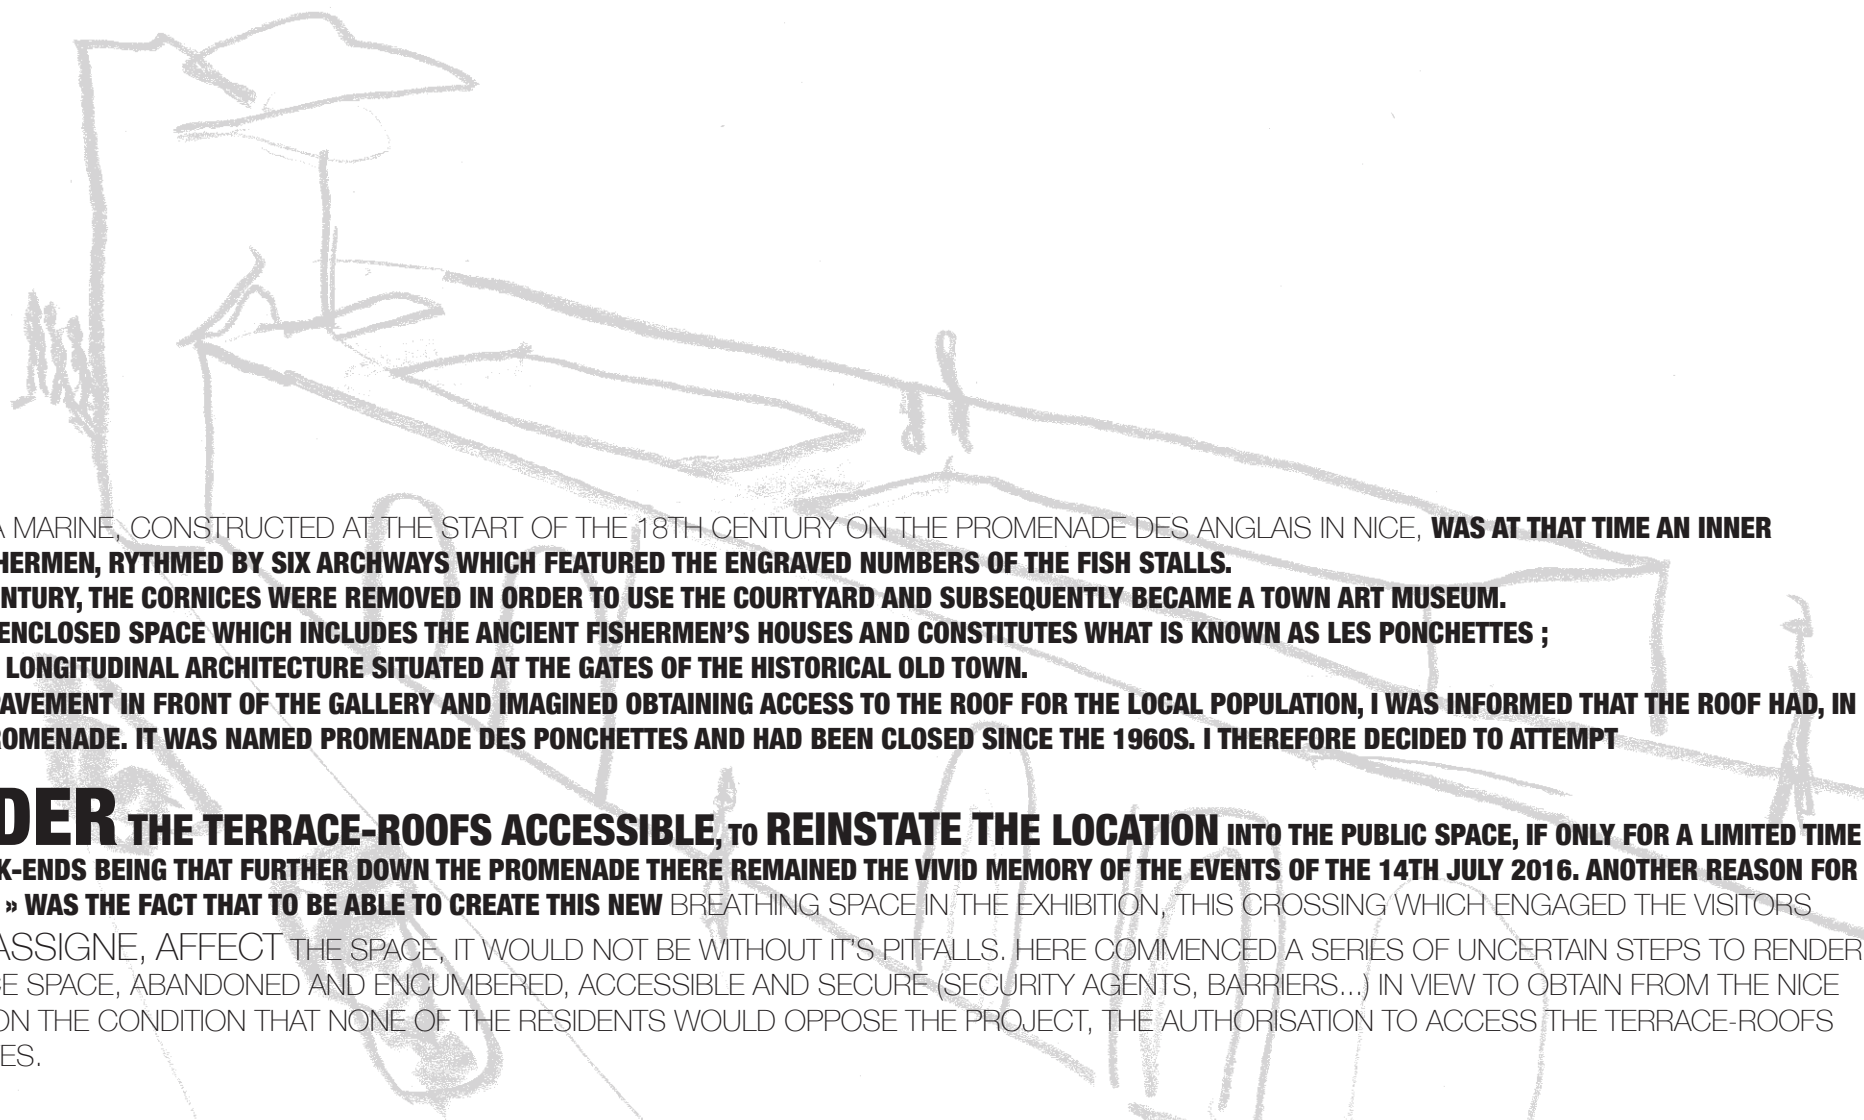 A MARINE, CONSTRUCTED AT THE START OF THE 18TH CENTURY ON THE PROMENADE DES ANGLAIS IN NICE, WAS AT THAT TIME AN INNER
HERMEN, RYTHMED BY SIX ARCHWAYS WHICH FEATURED THE ENGRAVED NUMBERS OF THE FISH STALLS.
NTURY, THE CORNICES WERE REMOVED IN ORDER TO USE THE COURTYARD AND SUBSEQUENTLY BECAME A TOWN ART MUSEUM.
ENCLOSED SPACE WHICH INCLUDES THE ANCIENT FISHERMEN'S HOUSES AND CONSTITUTES WHAT IS KNOWN AS LES PONCHETTES ;
LONGITUDINAL ARCHITECTURE SITUATED AT THE GATES OF THE HISTORICAL OLD TOWN.
AVEMENT IN FRONT OF THE GALLERY AND IMAGINED OBTAINING ACCESS TO THE ROOF FOR THE LOCAL POPULATION, I WAS INFORMED THAT THE ROOF HAD, IN
ROMENADE. IT WAS NAMED PROMENADE DES PONCHETTES AND HAD BEEN CLOSED SINCE THE 1960S. I THEREFORE DECIDED TO ATTEMPT
DER THE TERRACE-ROOFS ACCESSIBLE, TO REINSTATE THE LOCATION INTO THE PUBLIC SPACE, IF ONLY FOR A LIMITED TIME
K-ENDS BEING THAT FURTHER DOWN THE PROMENADE THERE REMAINED THE VIVID MEMORY OF THE EVENTS OF THE 14TH JULY 2016. ANOTHER REASON FOR
» WAS THE FACT THAT TO BE ABLE TO CREATE THIS NEW BREATHING SPACE IN THE EXHIBITION, THIS CROSSING WHICH ENGAGED THE VISITORS
ASSIGNE, AFFECT THE SPACE, IT WOULD NOT BE WITHOUT IT'S PITFALLS. HERE COMMENCED A SERIES OF UNCERTAIN STEPS TO RENDER
CE SPACE, ABANDONED AND ENCUMBERED, ACCESSIBLE AND SECURE (SECURITY AGENTS, BARRIERS...) IN VIEW TO OBTAIN FROM THE NICE
ON THE CONDITION THAT NONE OF THE RESIDENTS WOULD OPPOSE THE PROJECT, THE AUTHORISATION TO ACCESS THE TERRACE-ROOFS
ES.